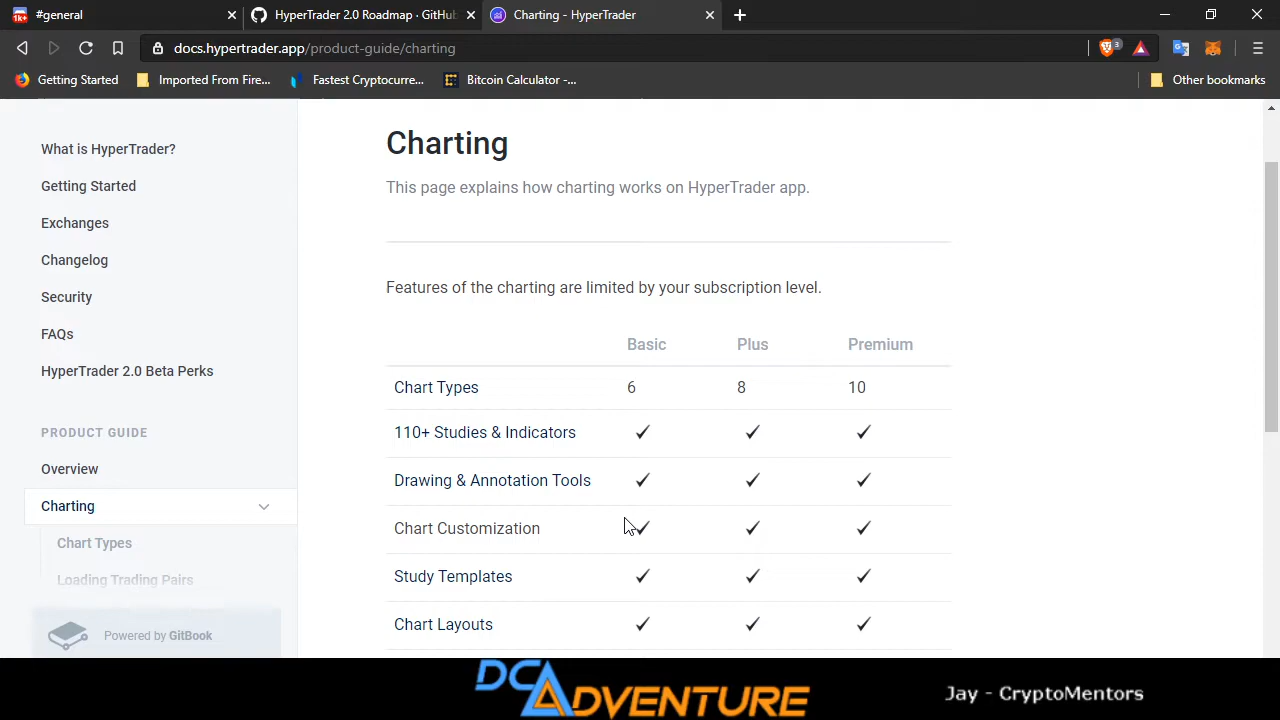 #general
HyperTrader 2.0 Roadmap · GitHub
Charting - HyperTrader
docs.hypertrader.app/product-guide/charting
3
Getting Started
Imported From Fire...
Fastest Cryptocurre...
Bitcoin Calculator -...
Other bookmarks
What is HyperTrader?
Getting Started
Exchanges
Changelog
Security
FAQs
HyperTrader 2.0 Beta Perks
PRODUCT GUIDE
Overview
Charting
Chart Types
Loading Trading Pairs
Powered by GitBook
Charting
This page explains how charting works on HyperTrader app.
Features of the charting are limited by your subscription level.
Basic Plus Premium
Chart Types 6 8 10
110+ Studies & Indicators ✓ ✓ ✓
Drawing & Annotation Tools ✓ ✓ ✓
Chart Customization ✓ ✓ ✓
Study Templates ✓ ✓ ✓
Chart Layouts ✓ ✓ ✓
DCADVENTURE
Jay - CryptoMentors